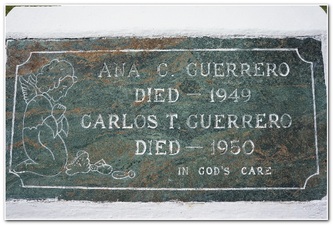 ANA C. GUERRERO
DIED — 1949
CARLOS T. GUERRERO
DIED — 1950
IN GOD'S CARE